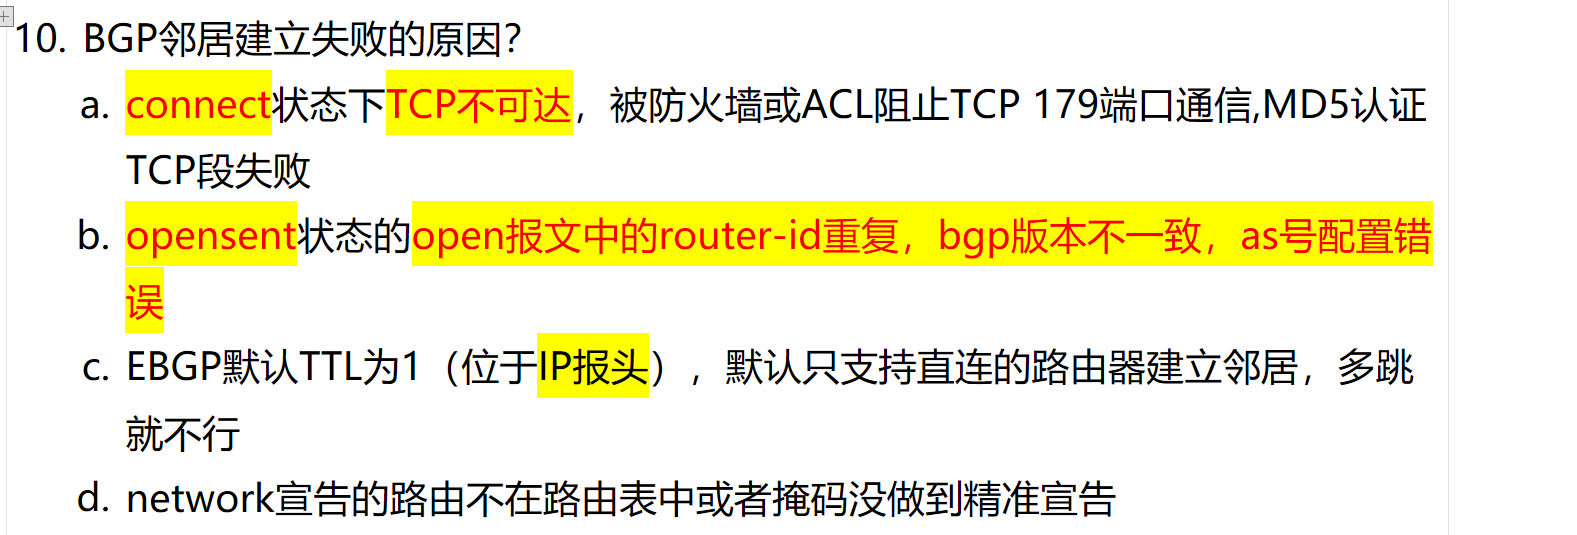 10. BGP邻居建立失败的原因？
a. connect状态下TCP不可达，被防火墙或ACL阻止TCP 179端口通信,MD5认证
TCP段失败
b. opensent状态的open报文中的router-id重复，bgp版本不一致，as号配置错
误
c. EBGP默认TTL为1（位于IP报头），默认只支持直连的路由器建立邻居，多跳
就不行
d. network宣告的路由不在路由表中或者掩码没做到精准宣告